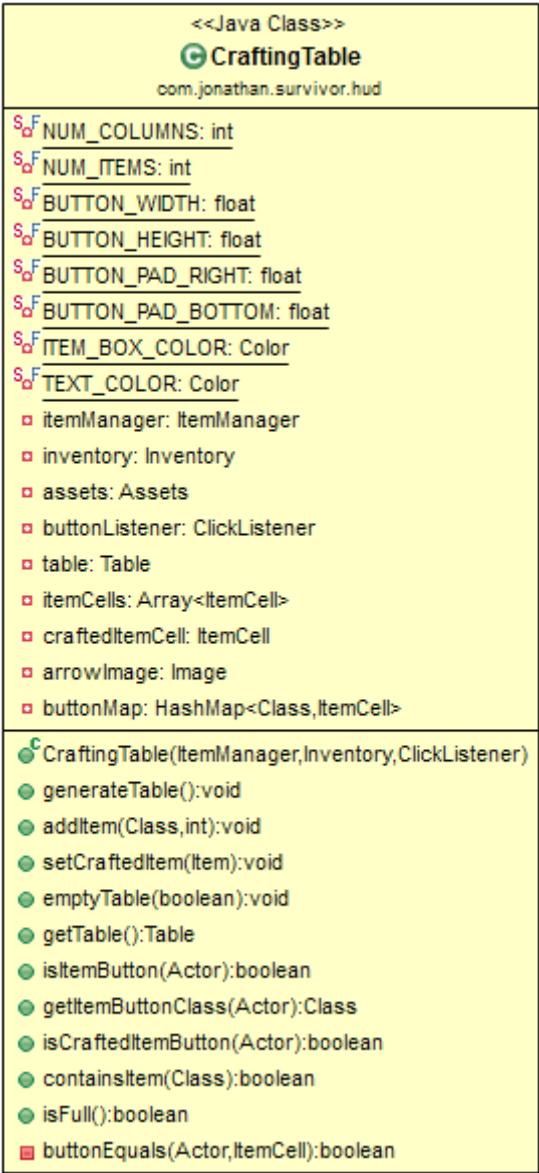 <<Java Class>>
C CraftingTable
com.jonathan.survivor.hud
S F NUM_COLUMNS: int
S F NUM_ITEMS: int
S F BUTTON_WIDTH: float
S F BUTTON_HEIGHT: float
S F BUTTON_PAD_RIGHT: float
S F BUTTON_PAD_BOTTOM: float
S F ITEM_BOX_COLOR: Color
S F TEXT_COLOR: Color
itemManager: ItemManager
inventory: Inventory
assets: Assets
buttonListener: ClickListener
table: Table
itemCells: Array<ItemCell>
craftedItemCell: ItemCell
arrowImage: Image
buttonMap: HashMap<Class,ItemCell>
C CraftingTable(ItemManager,Inventory,ClickListener)
generateTable():void
addItem(Class,int):void
setCraftedItem(Item):void
emptyTable(boolean):void
getTable():Table
isItemButton(Actor):boolean
getItemButtonClass(Actor):Class
isCraftedItemButton(Actor):boolean
containsItem(Class):boolean
isFull():boolean
buttonEquals(Actor,ItemCell):boolean